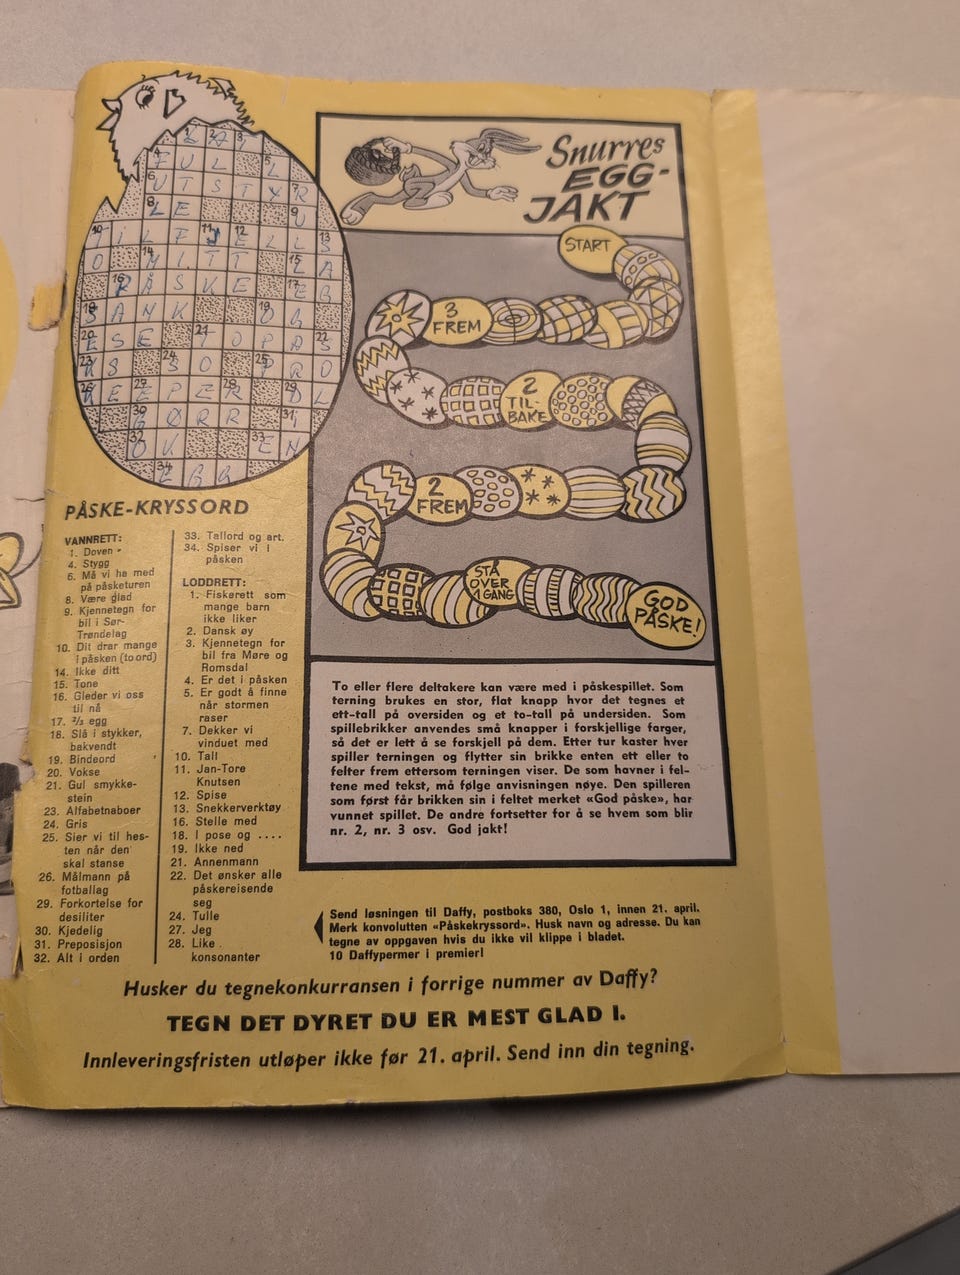 Snurres
EGG-
JAKT
START
3
FREM
2
TIL-
BAKE
2
FREM
STÅ
OVER
1 GANG
GOD
PÅSKE!
PÅSKE-KRYSSORD
VANNRETT:
1. Doven
4. Stygg
6. Må vi ha med
på påsketuren
8. Være glad
9. Kjennetegn for
bil i Sør-
Trøndelag
10. Dit drar mange
i påsken (to ord)
14. Ikke ditt
15. Tone
16. Gleder vi oss
til nå
17. ²/₃ egg
18. Slå i stykker,
bakvendt
19. Bindeord
20. Vokse
21. Gul smykke-
stein
23. Alfabetnaboer
24. Gris
25. Sier vi til hes-
ten når den
skal stanse
26. Målmann på
fotballag
29. Forkortelse for
desiliter
30. Kjedelig
31. Preposisjon
32. Alt i orden
33. Tallord og art.
34. Spiser vi i
påsken
LODDRETT:
1. Fiskerett som
mange barn
ikke liker
2. Dansk øy
3. Kjennetegn for
bil fra Møre og
Romsdal
4. Er det i påsken
5. Er godt å finne
når stormen
raser
7. Dekker vi
vinduet med
10. Tall
11. Jan-Tore
Knutsen
12. Spise
13. Snekkerverktøy
16. Stelle med
18. I pose og ....
19. Ikke ned
21. Annenmann
22. Det ønsker alle
påskereisende
seg
24. Tulle
27. Jeg
28. Like
konsonanter
To eller flere deltakere kan være med i påskespillet. Som
terning brukes en stor, flat knapp hvor det tegnes et
ett-tall på oversiden og et to-tall på undersiden. Som
spillebrikker anvendes små knapper i forskjellige farger,
så det er lett å se forskjell på dem. Etter tur kaster hver
spiller terningen og flytter sin brikke enten ett eller to
felter frem ettersom terningen viser. De som havner i fel-
tene med tekst, må følge anvisningen nøye. Den spilleren
som først får brikken sin i feltet merket «God påske», har
vunnet spillet. De andre fortsetter for å se hvem som blir
nr. 2, nr. 3 osv. God jakt!
Send løsningen til Daffy, postboks 380, Oslo 1, innen 21. april.
Merk konvolutten «Påskekryssord». Husk navn og adresse. Du kan
tegne av oppgaven hvis du ikke vil klippe i bladet.
10 Daffypermer i premier!
Husker du tegnekonkurransen i forrige nummer av Daffy?
TEGN DET DYRET DU ER MEST GLAD I.
Innleveringsfristen utløper ikke før 21. april. Send inn din tegning.